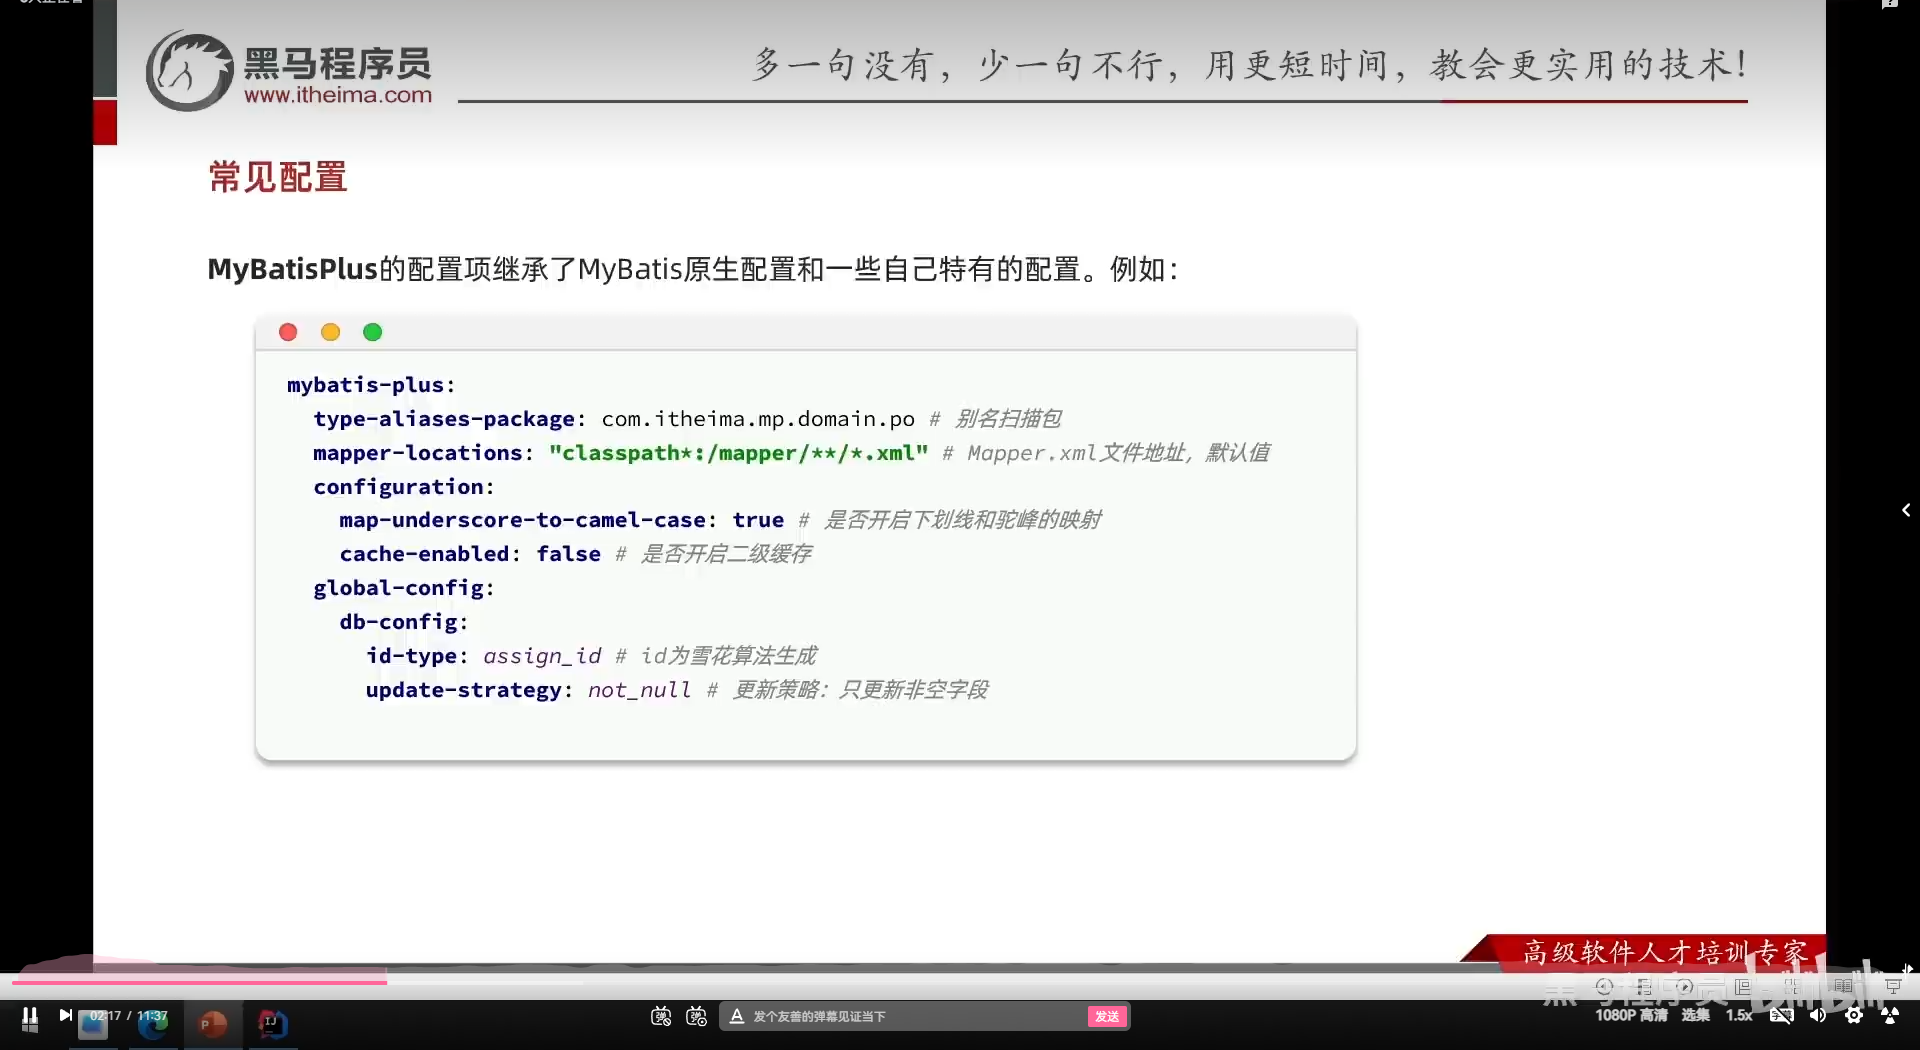 黑马程序员
www.itheima.com
多一句没有，少一句不行，用更短时间，教会更实用的技术！
常见配置
MyBatisPlus的配置项继承了MyBatis原生配置和一些自己特有的配置。例如：
mybatis-plus:
  type-aliases-package: com.itheima.mp.domain.po # 别名扫描包
  mapper-locations: "classpath*:/mapper/**/*.xml" # Mapper.xml文件地址，默认值
  configuration:
    map-underscore-to-camel-case: true # 是否开启下划线和驼峰的映射
    cache-enabled: false # 是否开启二级缓存
  global-config:
    db-config:
      id-type: assign_id # id为雪花算法生成
      update-strategy: not_null # 更新策略：只更新非空字段
高级软件人才培训专家
黑马程序员 bilibili
02:17 / 11:37
发个友善的弹幕见证当下
发送
1080P 高清 选集 1.5x